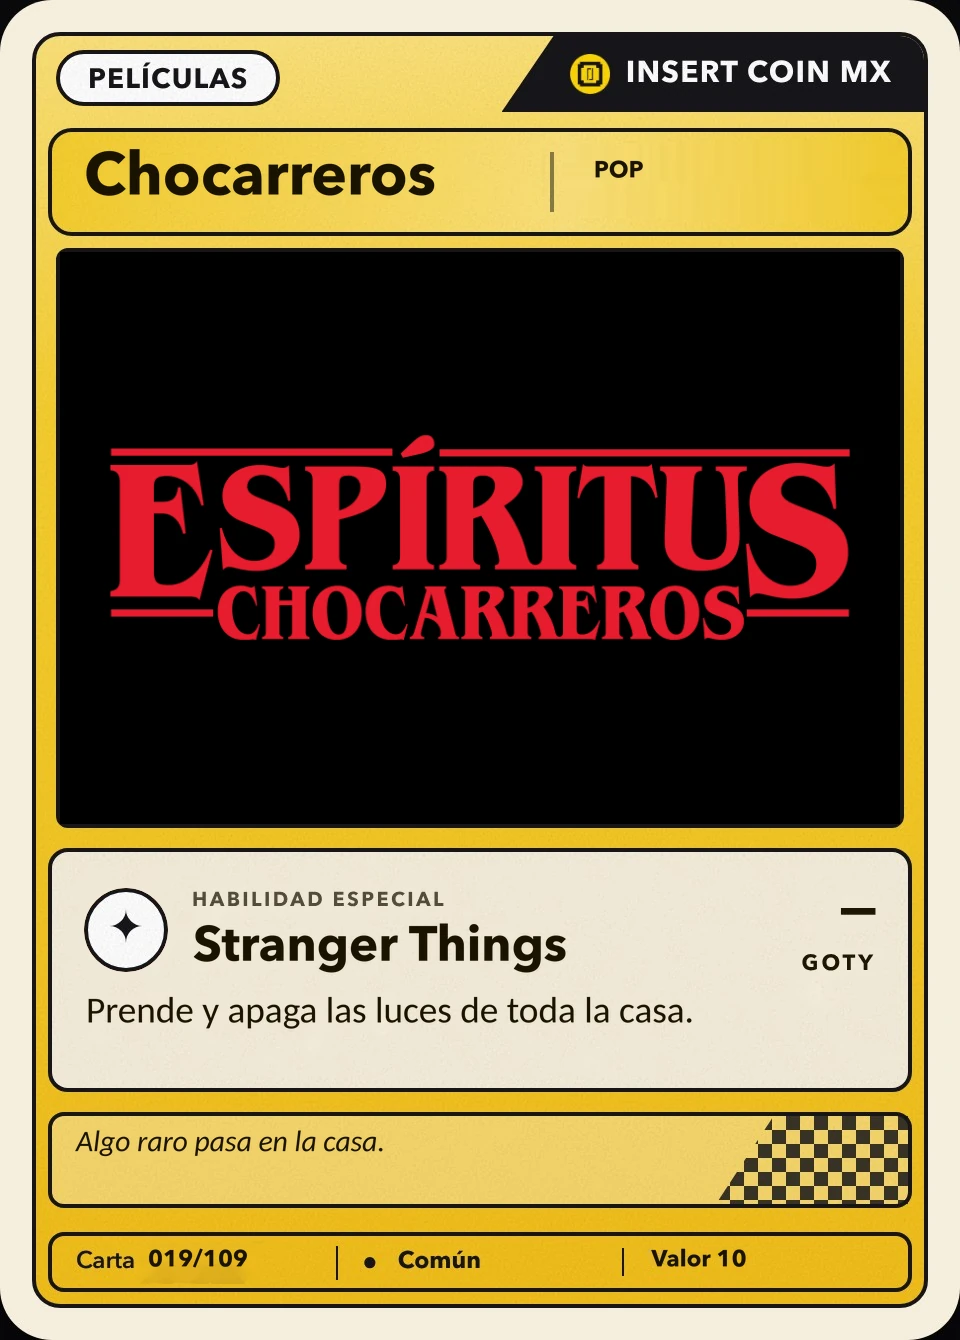 PELÍCULAS
INSERT COIN MX
Chocarreros
POP
ESPÍRITUS
CHOCARREROS
HABILIDAD ESPECIAL
Stranger Things
—
GOTY
Prende y apaga las luces de toda la casa.
Algo raro pasa en la casa.
Carta 019/109
● Común
Valor 10